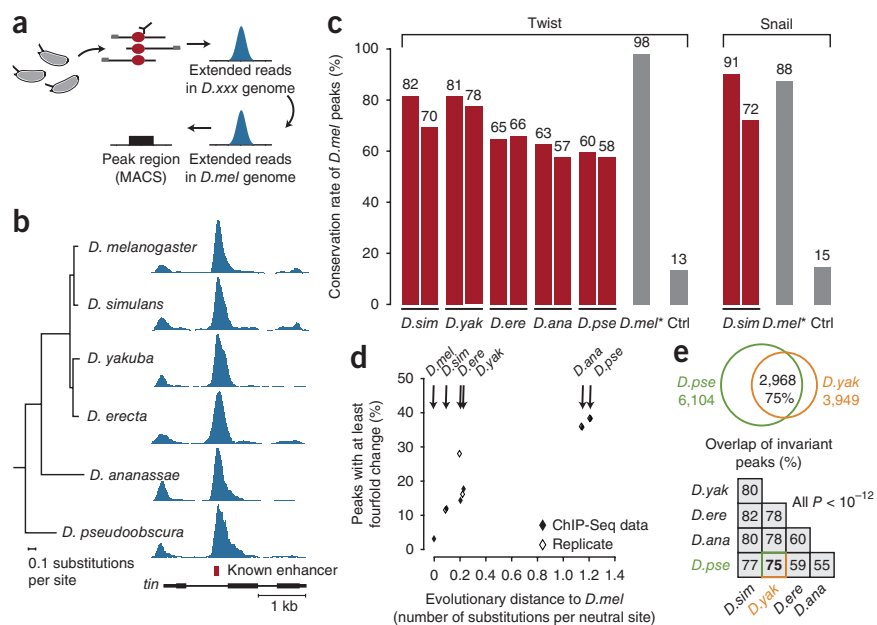 a
Extended reads
in D.xxx genome
Peak region
(MACS)
Extended reads
in D.mel genome
b
D. melanogaster
D. simulans
D. yakuba
D. erecta
D. ananassae
D. pseudoobscura
0.1 substitutions
per site
Known enhancer
tin
1 kb
c
Twist
Snail
Conservation rate of D.mel peaks (%)
100
80
60
40
20
0
82
70
81
78
65
66
63
57
60
58
98
13
91
72
88
15
D.sim
D.yak
D.ere
D.ana
D.pse
D.mel*
Ctrl
D.sim
D.mel*
Ctrl
d
D.mel
D.sim
D.ere
D.yak
D.ana
D.pse
Peaks with at least
fourfold change (%)
50
40
30
20
10
0
ChIP-Seq data
Replicate
0 0.2 0.4 0.6 0.8 1.0 1.2 1.4
Evolutionary distance to D.mel
(number of substitutions per neutral site)
e
D.pse
6,104
2,968
75%
D.yak
3,949
Overlap of invariant
peaks (%)
All P < 10−12
D.yak 80
D.ere 82 78
D.ana 80 78 60
D.pse 77 75 59 55
D.sim
D.yak
D.ere
D.ana